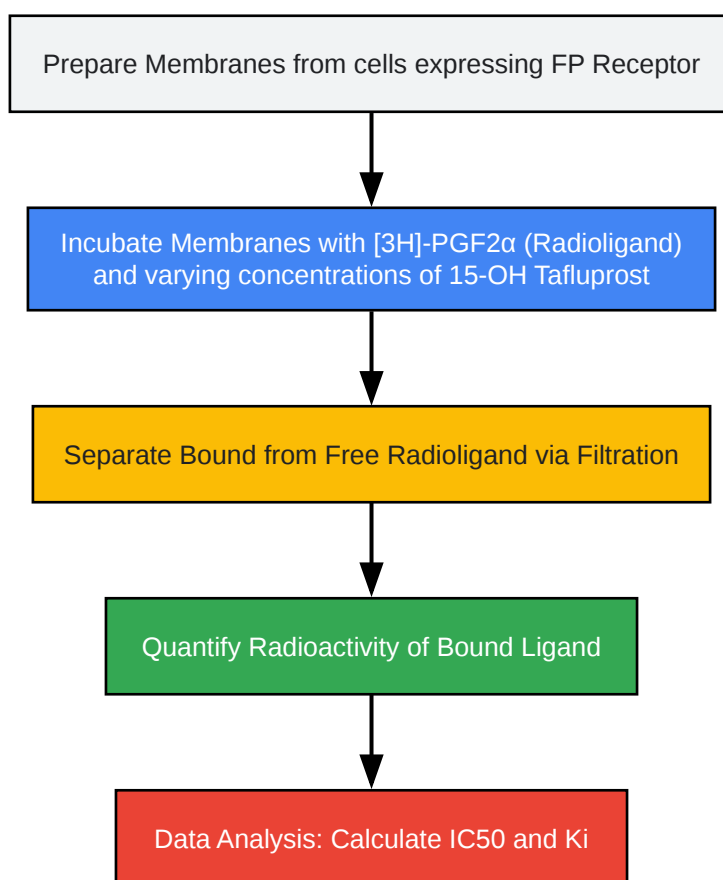 Prepare Membranes from cells expressing FP Receptor
Incubate Membranes with [3H]-PGF2α (Radioligand)
and varying concentrations of 15-OH Tafluprost
Separate Bound from Free Radioligand via Filtration
Quantify Radioactivity of Bound Ligand
Data Analysis: Calculate IC50 and Ki